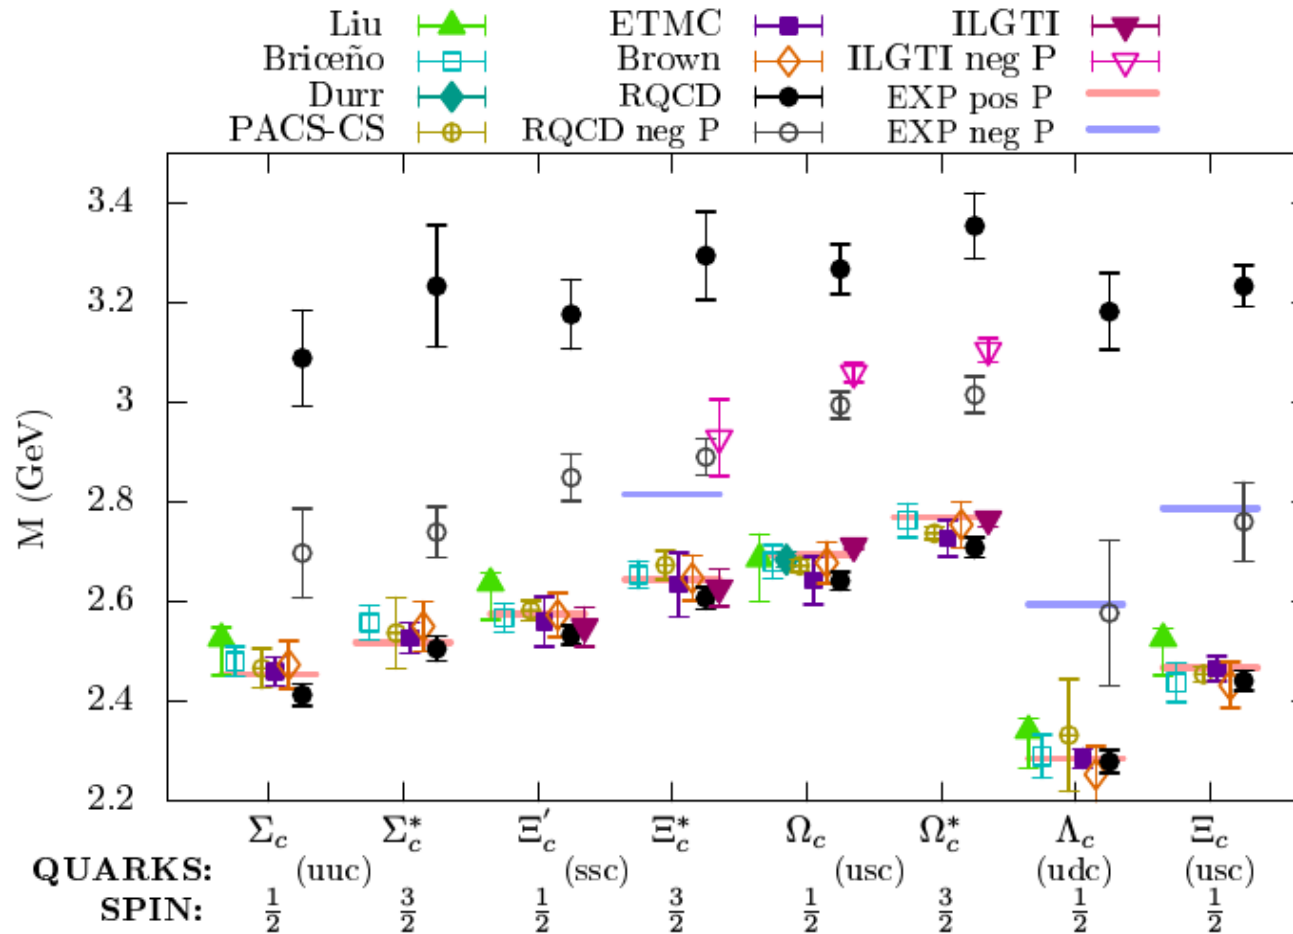 Liu ETMC ILGTI
Briceño Brown ILGTI neg P
Durr RQCD EXP pos P
PACS-CS RQCD neg P EXP neg P
M (GeV)
3.4
3.2
3
2.8
2.6
2.4
2.2
Σc Σ*c Ξ′c Ξ*c Ωc Ω*c Λc Ξc
QUARKS: (uuc) (ssc) (usc) (udc) (usc)
SPIN: 1/2 3/2 1/2 3/2 1/2 3/2 1/2 1/2